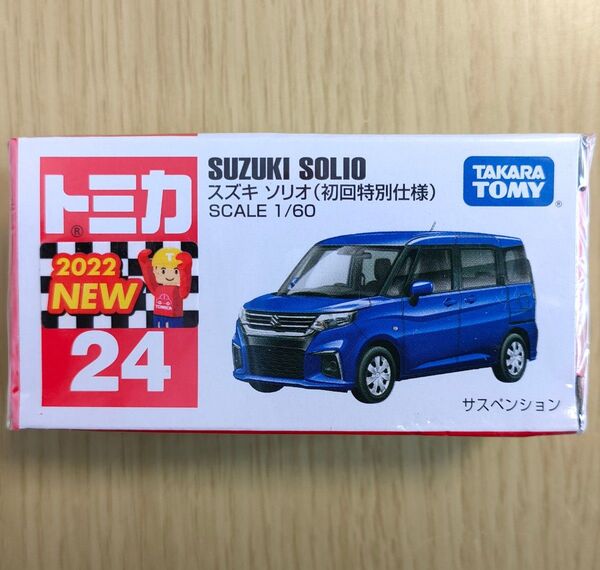 トミカ
®
2022
NEW
T
TOMICA
24
SUZUKI SOLIO
スズキ ソリオ(初回特別仕様)
SCALE 1/60
TAKARA
TOMY
®
サスペンション